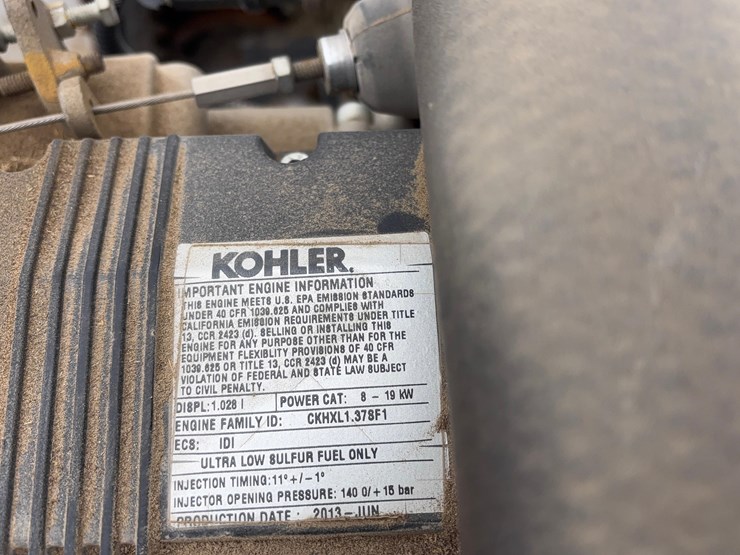 KOHLER.
IMPORTANT ENGINE INFORMATION
THIS ENGINE MEETS U.S. EPA EMISSION STANDARDS
UNDER 40 CFR 1039.625 AND COMPLIES WITH
CALIFORNIA EMISSION REQUIREMENTS UNDER TITLE
13, CCR 2423 (d). SELLING OR INSTALLING THIS
ENGINE FOR ANY PURPOSE OTHER THAN FOR THE
EQUIPMENT FLEXIBLITY PROVISIONS OF 40 CFR
1039.625 OR TITLE 13, CCR 2423 (d) MAY BE A
VIOLATION OF FEDERAL AND STATE LAW SUBJECT
TO CIVIL PENALTY.
DISPL: 1.028 l POWER CAT: 8 - 19 kW
ENGINE FAMILY ID: CKHXL1.378F1
ECS: IDI
ULTRA LOW SULFUR FUEL ONLY
INJECTION TIMING: 11° +/- 1°
INJECTOR OPENING PRESSURE: 140 0/+ 15 bar
PRODUCTION DATE: 2013-JUN